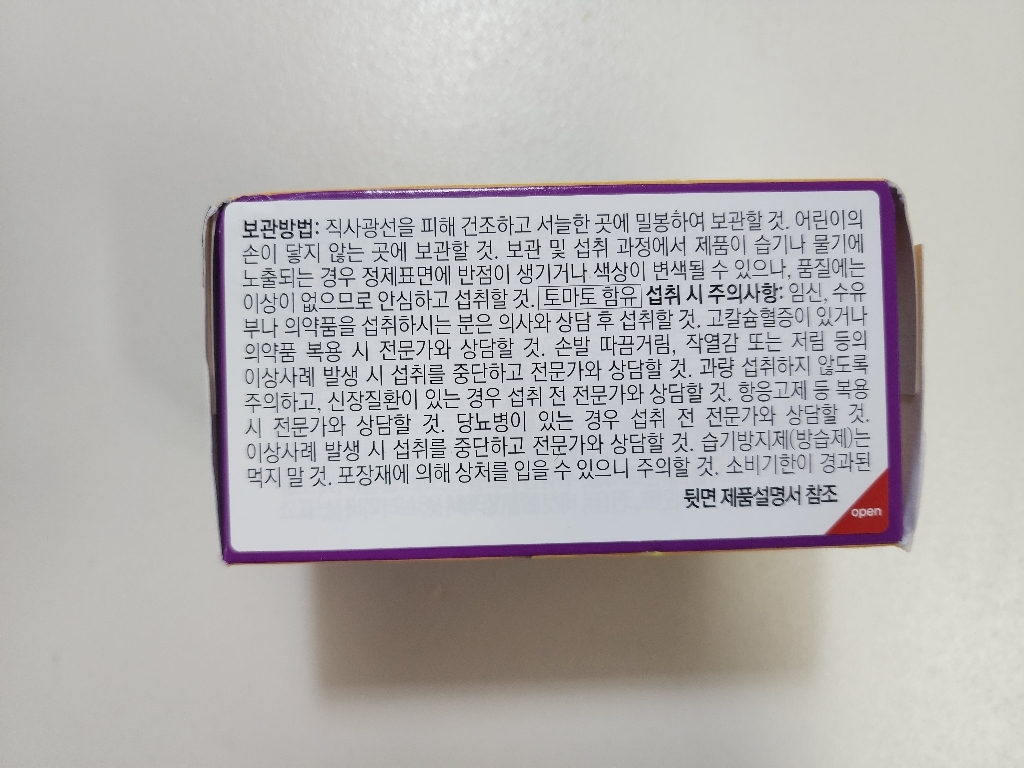 보관방법: 직사광선을 피해 건조하고 서늘한 곳에 밀봉하여 보관할 것. 어린이의
손이 닿지 않는 곳에 보관할 것. 보관 및 섭취 과정에서 제품이 습기나 물기에
노출되는 경우 정제표면에 반점이 생기거나 색상이 변색될 수 있으나, 품질에는
이상이 없으므로 안심하고 섭취할 것. 토마토 함유 섭취 시 주의사항: 임신, 수유
부나 의약품을 섭취하시는 분은 의사와 상담 후 섭취할 것. 고칼슘혈증이 있거나
의약품 복용 시 전문가와 상담할 것. 손발 따끔거림, 작열감 또는 저림 등의
이상사례 발생 시 섭취를 중단하고 전문가와 상담할 것. 과량 섭취하지 않도록
주의하고, 신장질환이 있는 경우 섭취 전 전문가와 상담할 것. 항응고제 등 복용
시 전문가와 상담할 것. 당뇨병이 있는 경우 섭취 전 전문가와 상담할 것.
이상사례 발생 시 섭취를 중단하고 전문가와 상담할 것. 습기방지제(방습제)는
먹지 말 것. 포장재에 의해 상처를 입을 수 있으니 주의할 것. 소비기한이 경과된
뒷면 제품설명서 참조
open